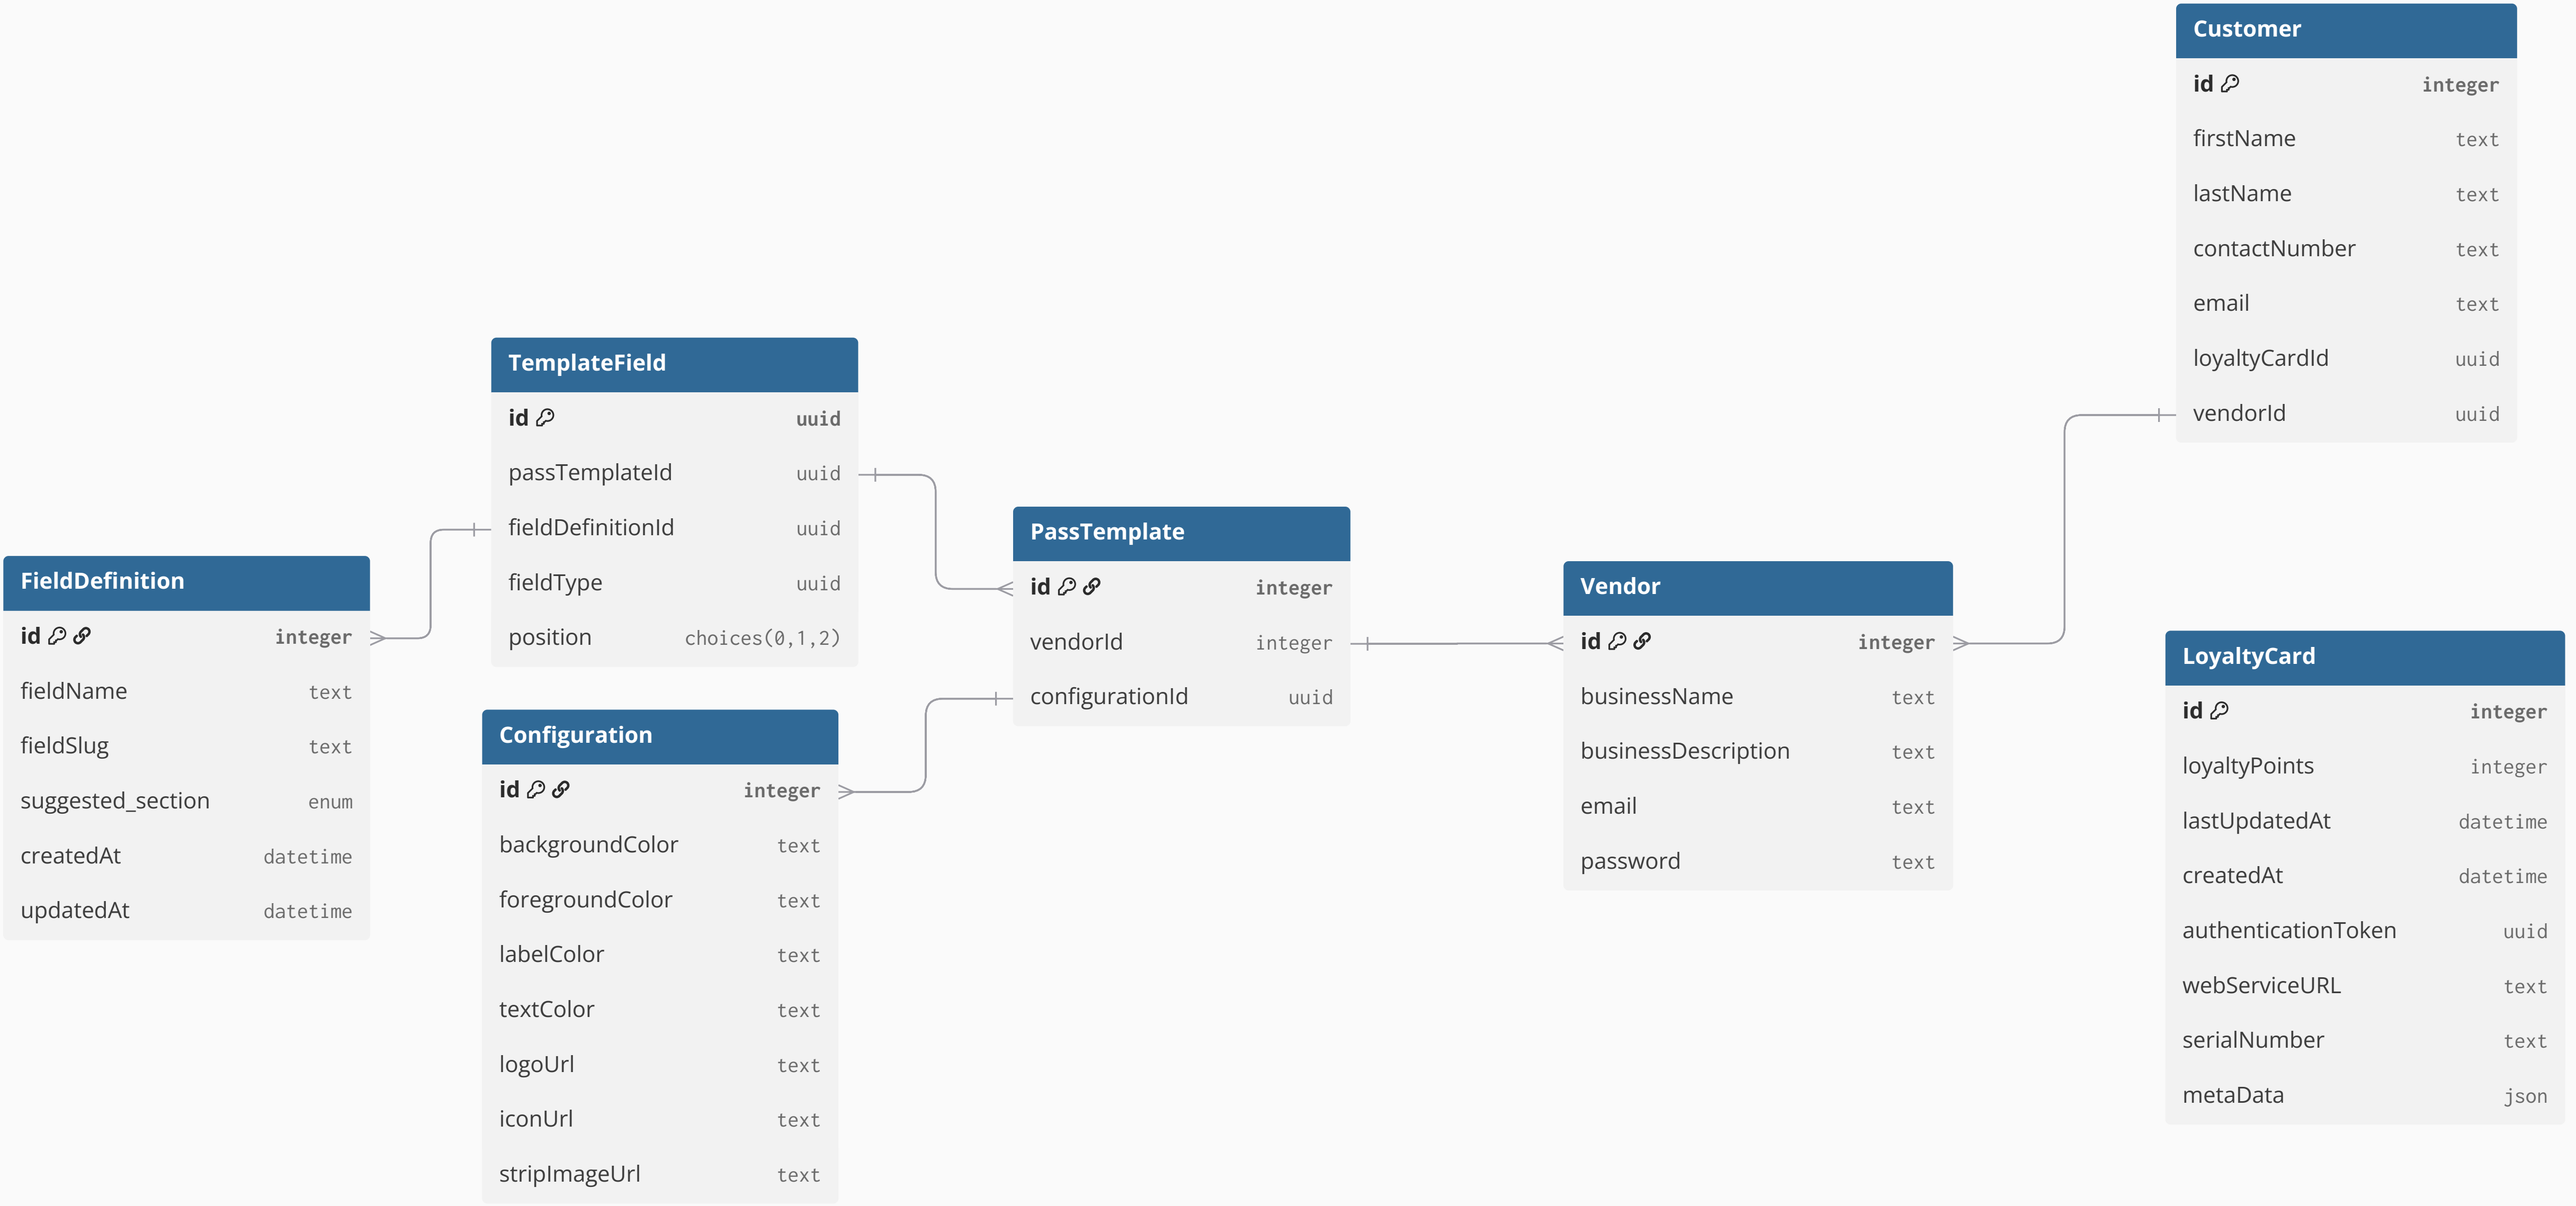 Customer
id integer
firstName text
lastName text
contactNumber text
email text
loyaltyCardId uuid
vendorId uuid
TemplateField
id uuid
passTemplateId uuid
fieldDefinitionId uuid
fieldType uuid
position choices(0,1,2)
PassTemplate
id integer
vendorId integer
configurationId uuid
FieldDefinition
id integer
fieldName text
fieldSlug text
suggested_section enum
createdAt datetime
updatedAt datetime
Vendor
id integer
businessName text
businessDescription text
email text
password text
LoyaltyCard
id integer
loyaltyPoints integer
lastUpdatedAt datetime
createdAt datetime
authenticationToken uuid
webServiceURL text
serialNumber text
metaData json
Configuration
id integer
backgroundColor text
foregroundColor text
labelColor text
textColor text
logoUrl text
iconUrl text
stripImageUrl text